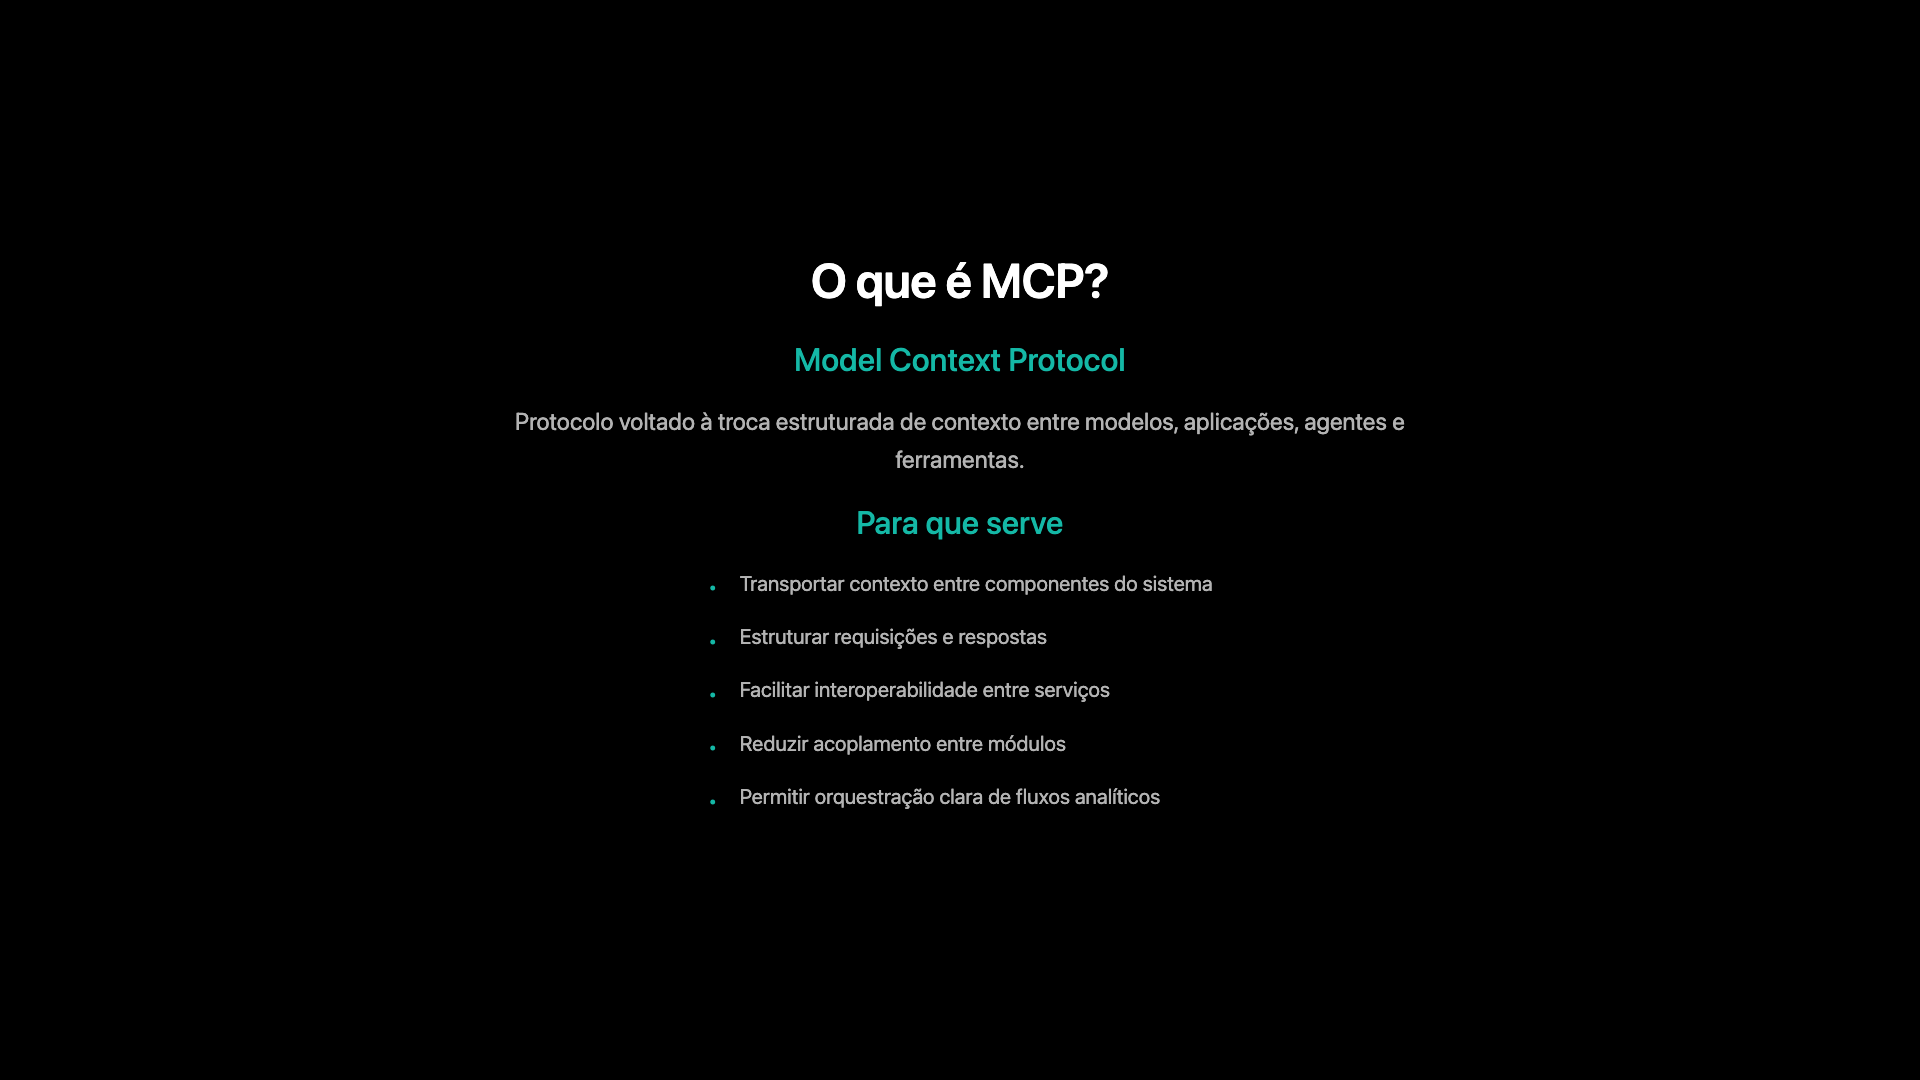 O que é MCP?
Model Context Protocol
Protocolo voltado à troca estruturada de contexto entre modelos, aplicações, agentes e
ferramentas.
Para que serve
• Transportar contexto entre componentes do sistema
• Estruturar requisições e respostas
• Facilitar interoperabilidade entre serviços
• Reduzir acoplamento entre módulos
• Permitir orquestração clara de fluxos analíticos